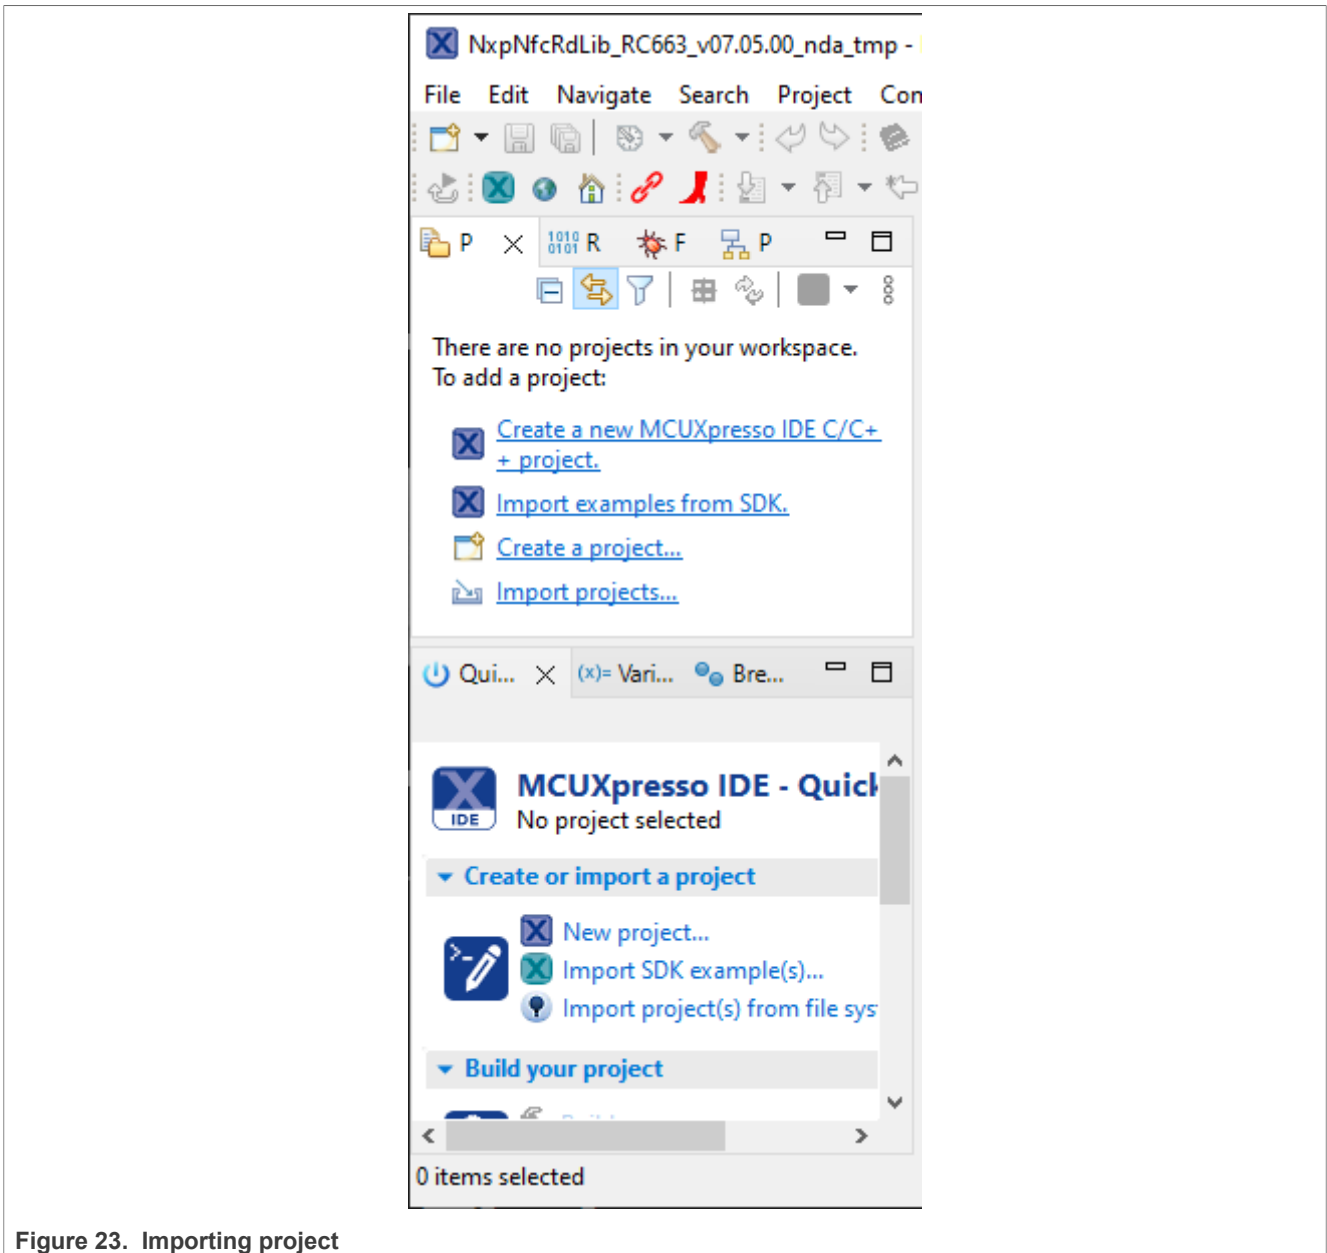 NxpNfcRdLib_RC663_v07.05.00_nda_tmp -
File Edit Navigate Search Project Con
P R F P
There are no projects in your workspace.
To add a project:
Create a new MCUXpresso IDE C/C+
+ project.
Import examples from SDK.
Create a project...
Import projects...
Qui... (x)= Vari... Bre...
MCUXpresso IDE - Quick
IDE
No project selected
Create or import a project
New project...
Import SDK example(s)...
Import project(s) from file sys
Build your project
0 items selected
Figure 23. Importing project